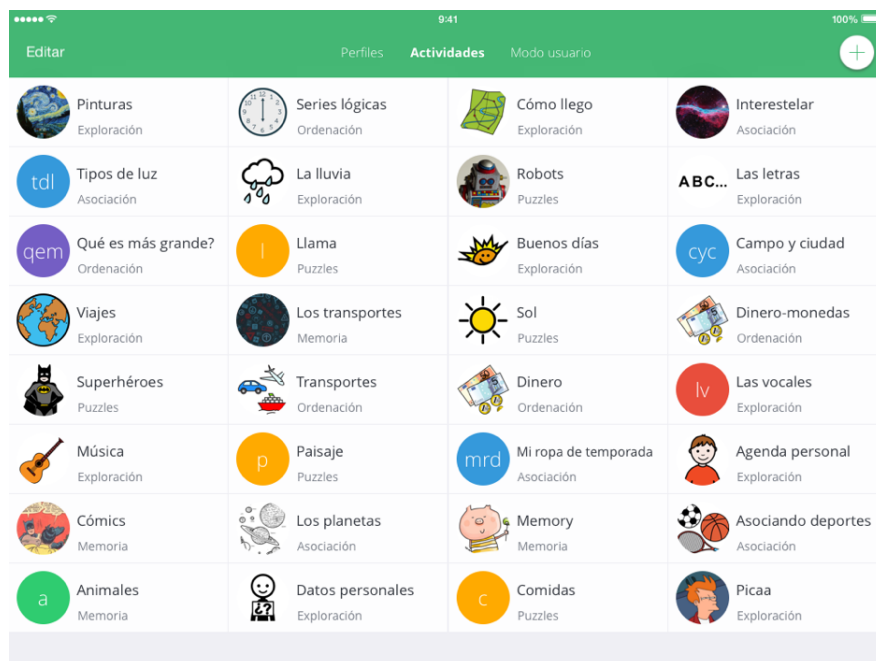 9:41
100%
Editar
Perfiles
Actividades
Modo usuario
Pinturas
Exploración
Series lógicas
Ordenación
Cómo llego
Exploración
Interestelar
Asociación
tdl
Tipos de luz
Asociación
La lluvia
Exploración
Robots
Puzzles
ABC...
Las letras
Exploración
qem
Qué es más grande?
Ordenación
l
Llama
Puzzles
Buenos días
Exploración
cyc
Campo y ciudad
Asociación
Viajes
Exploración
Los transportes
Memoria
Sol
Puzzles
Dinero-monedas
Ordenación
Superhéroes
Puzzles
Transportes
Ordenación
Dinero
Ordenación
lv
Las vocales
Exploración
Música
Exploración
p
Paisaje
Puzzles
mrd
Mi ropa de temporada
Asociación
Agenda personal
Exploración
Cómics
Memoria
Los planetas
Asociación
Memory
Memoria
Asociando deportes
Asociación
a
Animales
Memoria
¿?
Datos personales
Exploración
c
Comidas
Puzzles
Picaa
Exploración